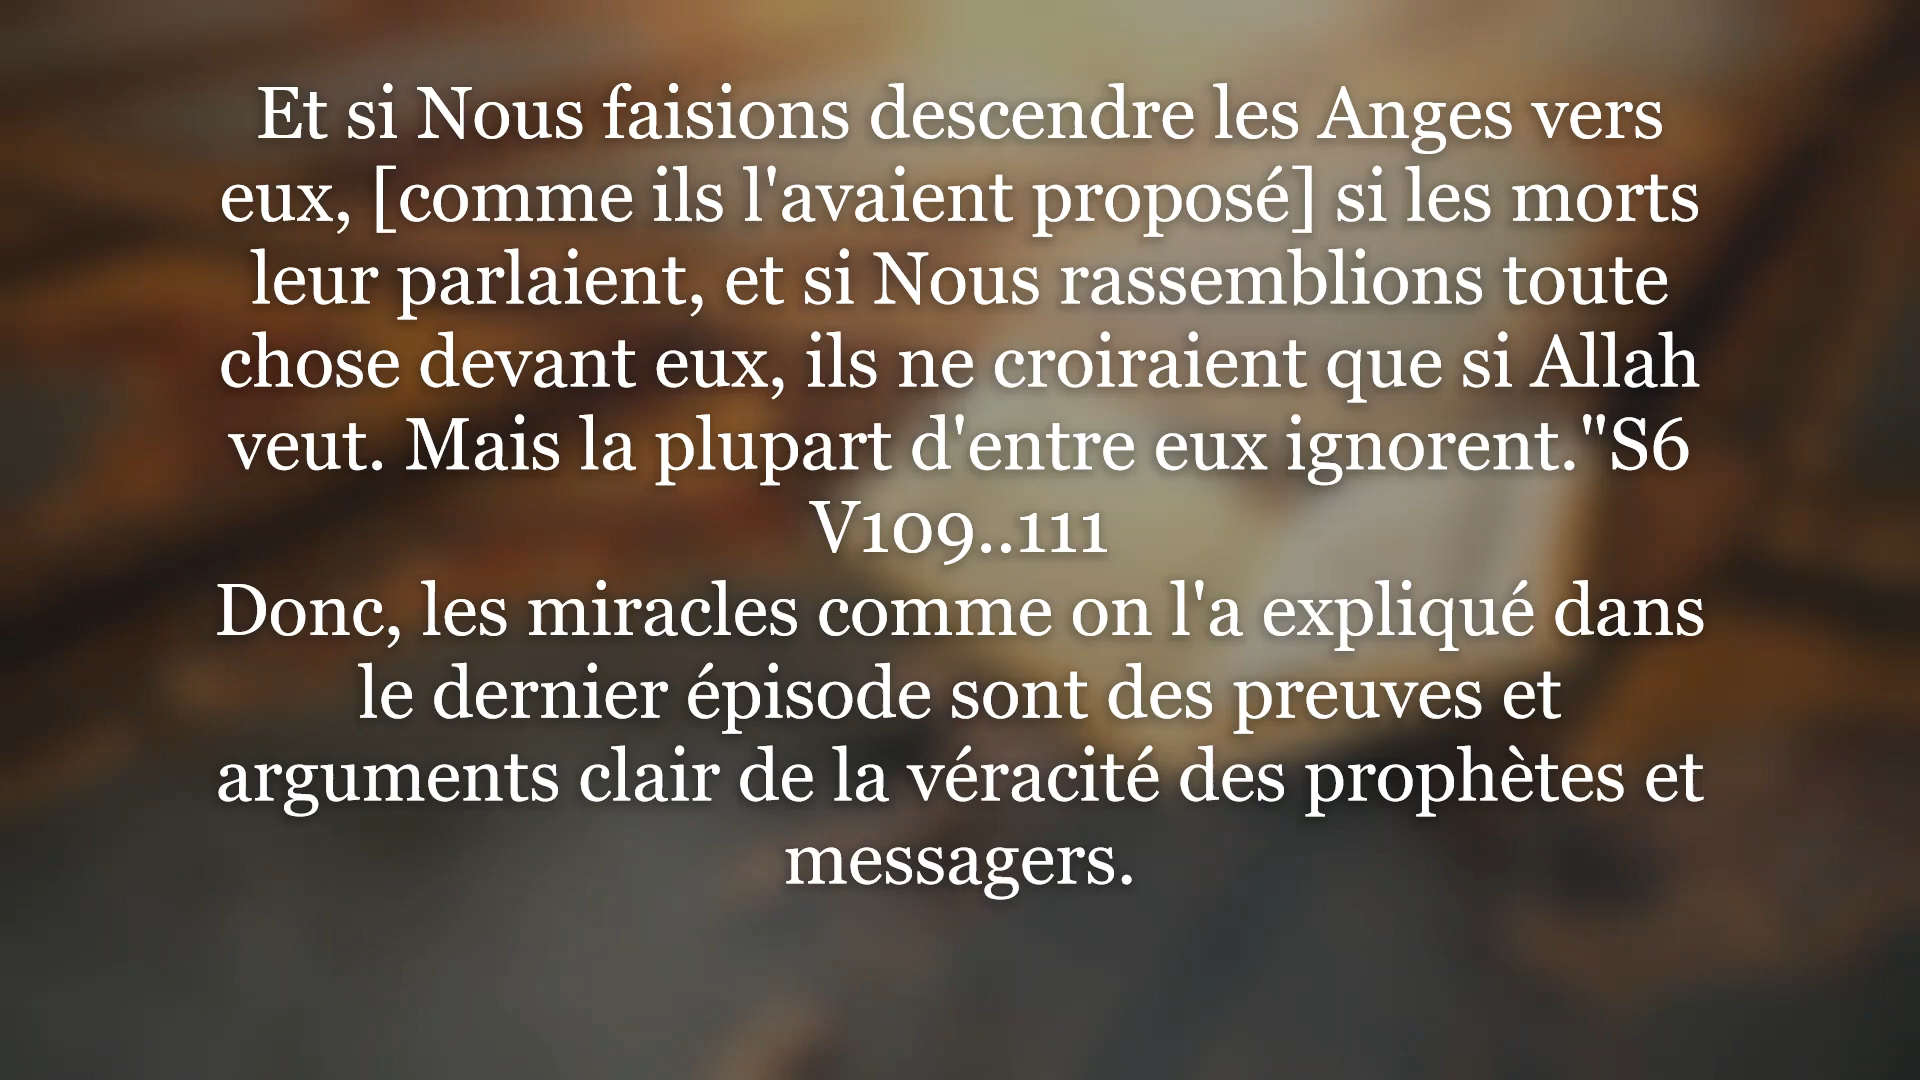 Et si Nous faisions descendre les Anges vers
eux, [comme ils l'avaient proposé] si les morts
leur parlaient, et si Nous rassemblions toute
chose devant eux, ils ne croiraient que si Allah
veut. Mais la plupart d'entre eux ignorent."S6
V109..111
Donc, les miracles comme on l'a expliqué dans
le dernier épisode sont des preuves et
arguments clair de la véracité des prophètes et
messagers.